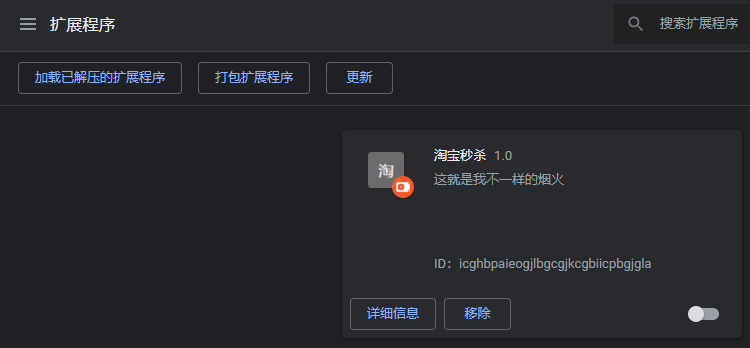 扩展程序
搜索扩展程序
加载已解压的扩展程序 打包扩展程序 更新
淘
淘宝秒杀 1.0
这就是我不一样的烟火
ID：icghbpaieogjlbgcgjkcgbiicpbgjgla
详细信息 移除